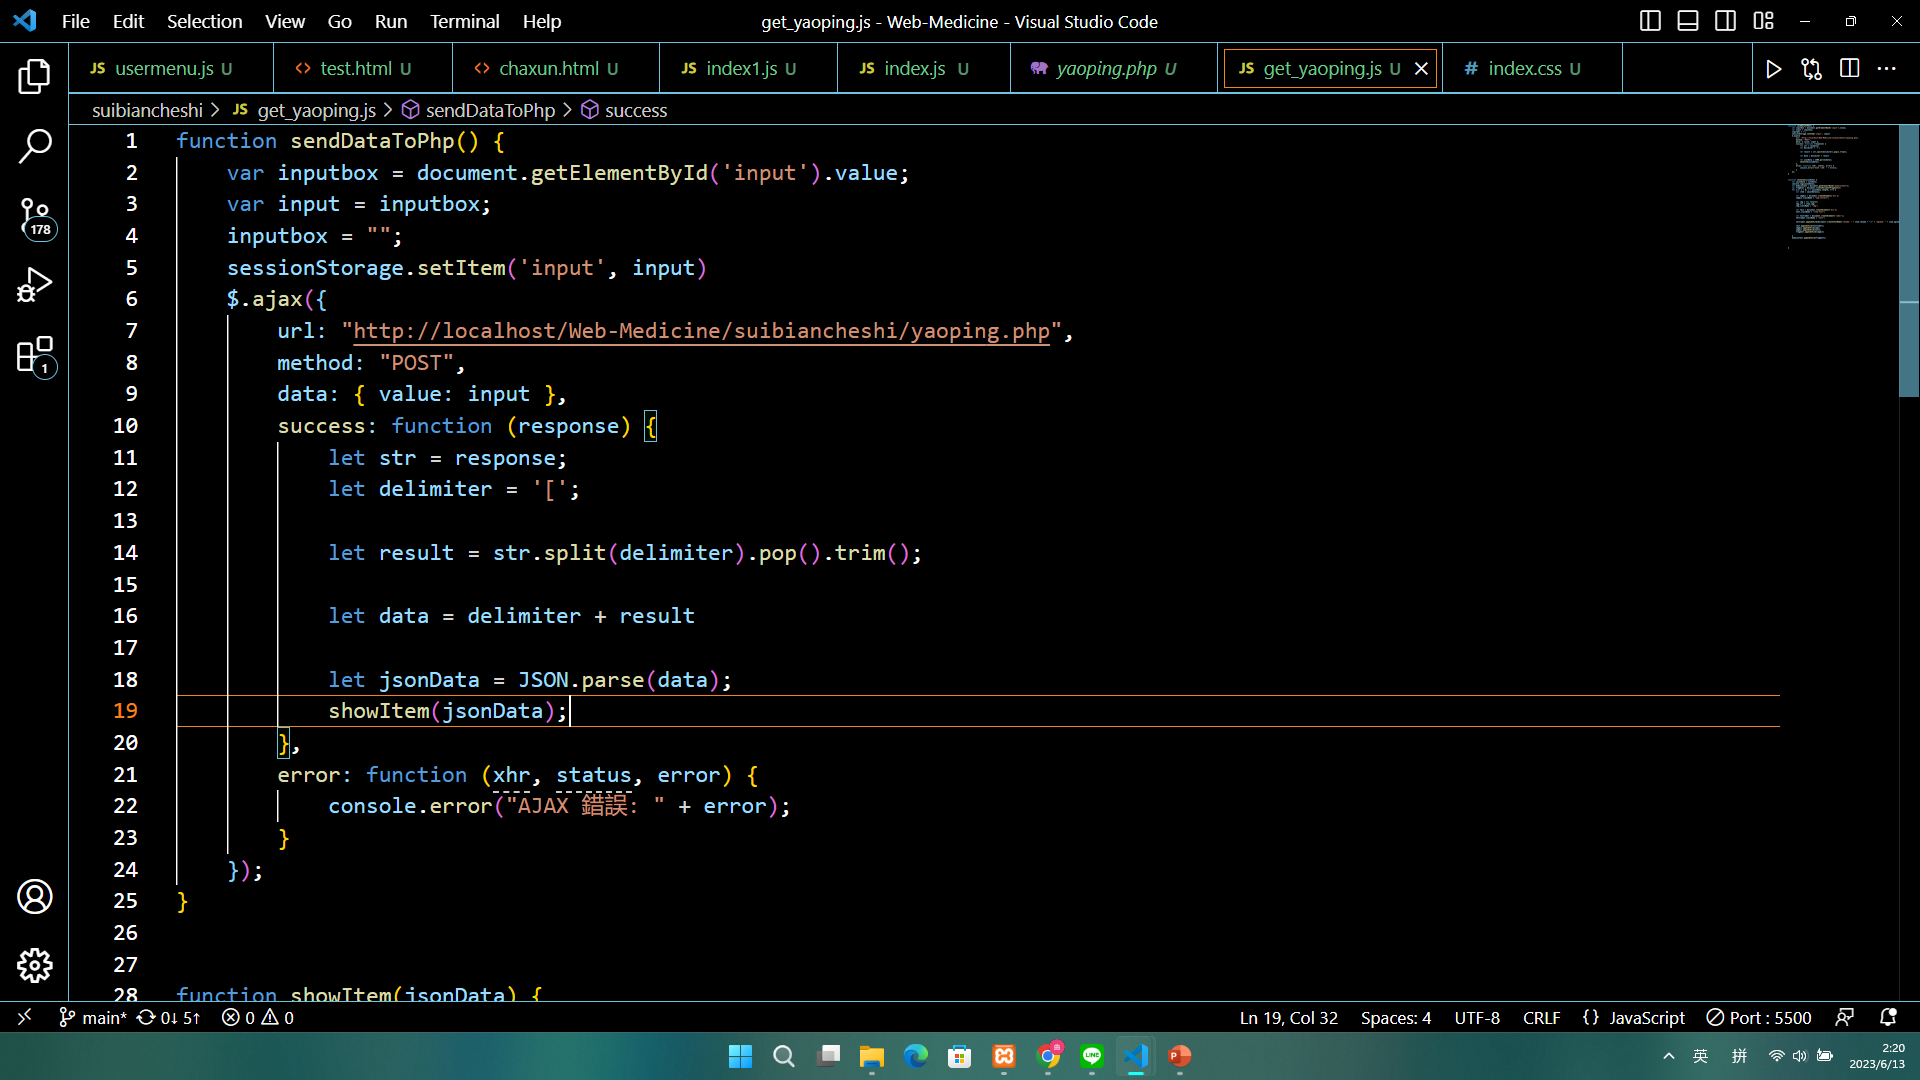 File Edit Selection View Go Run Terminal Help get_yaoping.js - Web-Medicine - Visual Studio Code
JS usermenu.js U <> test.html U <> chaxun.html U JS index1.js U JS index.js U yaoping.php U JS get_yaoping.js U # index.css U
suibiancheshi > JS get_yaoping.js > sendDataToPhp > success
1 function sendDataToPhp() {
2 var inputbox = document.getElementById('input').value;
3 var input = inputbox;
4 inputbox = "";
5 sessionStorage.setItem('input', input)
6 $.ajax({
7 url: "http://localhost/Web-Medicine/suibiancheshi/yaoping.php",
8 method: "POST",
9 data: { value: input },
10 success: function (response) {
11 let str = response;
12 let delimiter = '[';
13
14 let result = str.split(delimiter).pop().trim();
15
16 let data = delimiter + result
17
18 let jsonData = JSON.parse(data);
19 showItem(jsonData);
20 },
21 error: function (xhr, status, error) {
22 console.error("AJAX 錯誤: " + error);
23 }
24 });
25 }
26
27
28 function showItem(jsonData) {
178
1
main* 0↓ 5↑ 0 0 Ln 19, Col 32 Spaces: 4 UTF-8 CRLF {} JavaScript Port : 5500
英 拼 2:20
2023/6/13